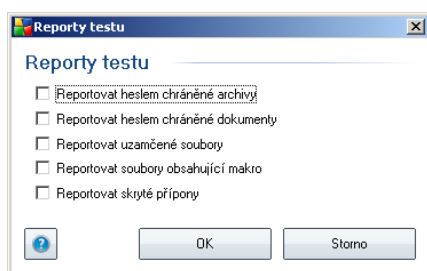 Reporty testu
Reporty testu
Reportovat heslem chráněné archivy
Reportovat heslem chráněné dokumenty
Reportovat uzamčené soubory
Reportovat soubory obsahující makro
Reportovat skryté přípony
? OK Storno